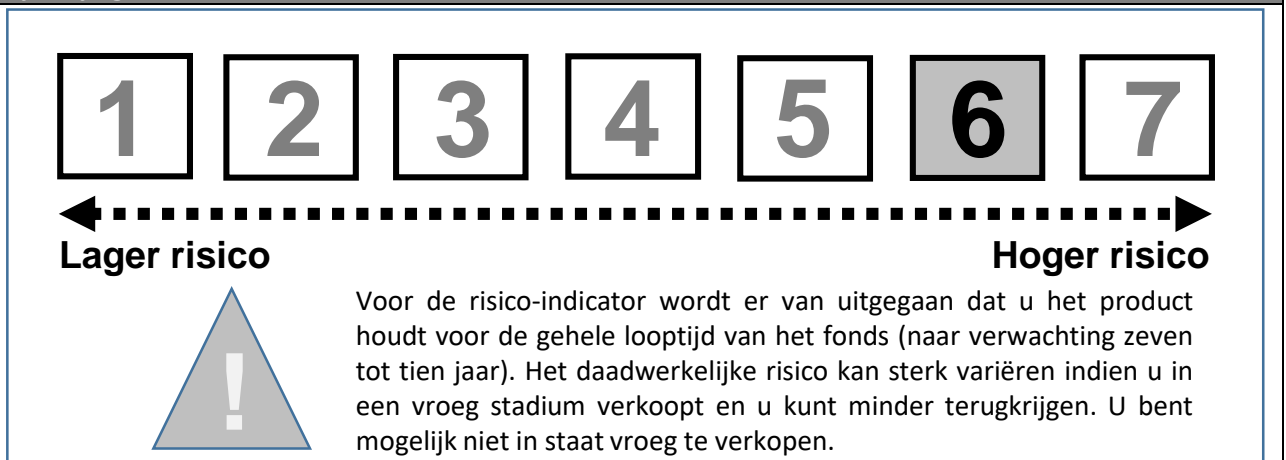 1 2 3 4 5 6 7
Lager risico Hoger risico
!
Voor de risico-indicator wordt er van uitgegaan dat u het product
houdt voor de gehele looptijd van het fonds (naar verwachting zeven
tot tien jaar). Het daadwerkelijke risico kan sterk variëren indien u in
een vroeg stadium verkoopt en u kunt minder terugkrijgen. U bent
mogelijk niet in staat vroeg te verkopen.